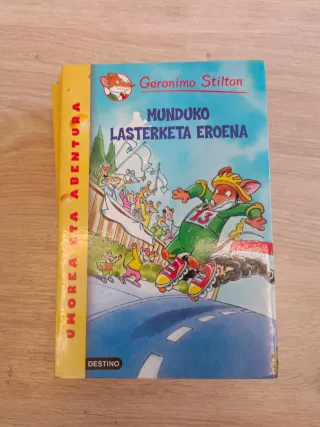 Geronimo Stilton
MUNDUKO
LASTERKETA EROENA
UMOREA ETA ABENTURA
13
DESTINO